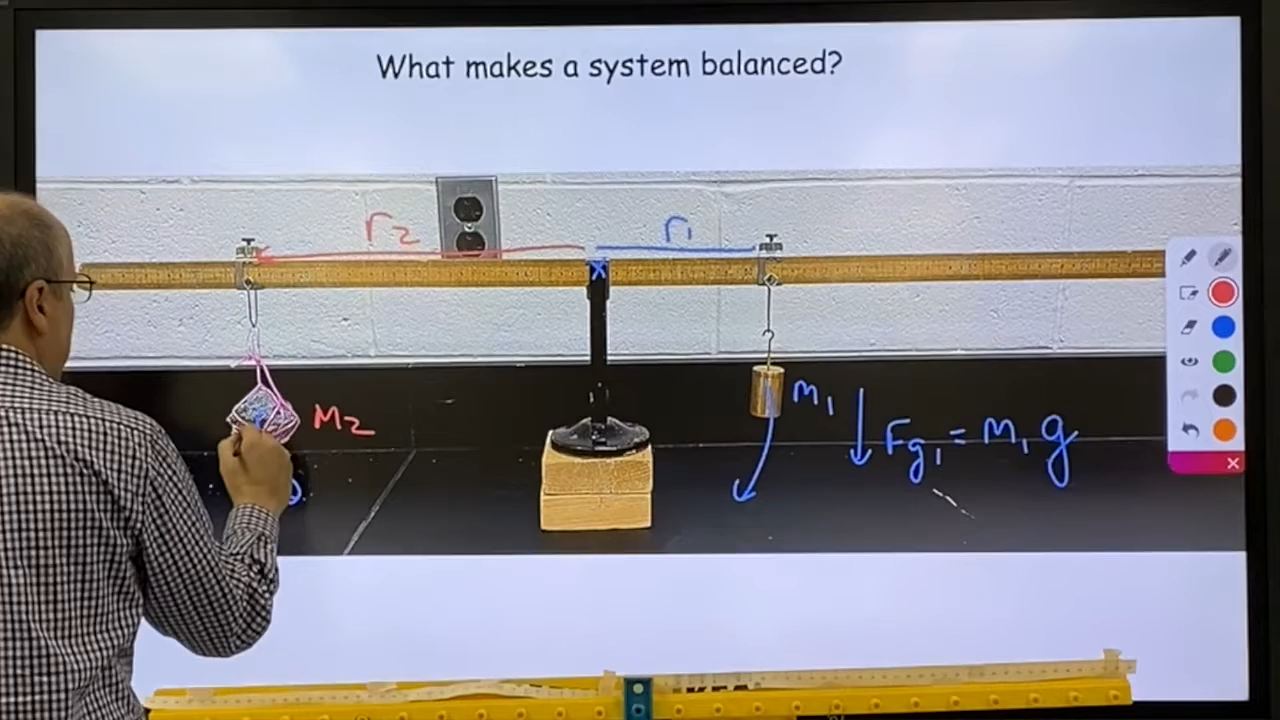 What makes a system balanced?
r2
r1
m1
M2
Fg1 = m1 g